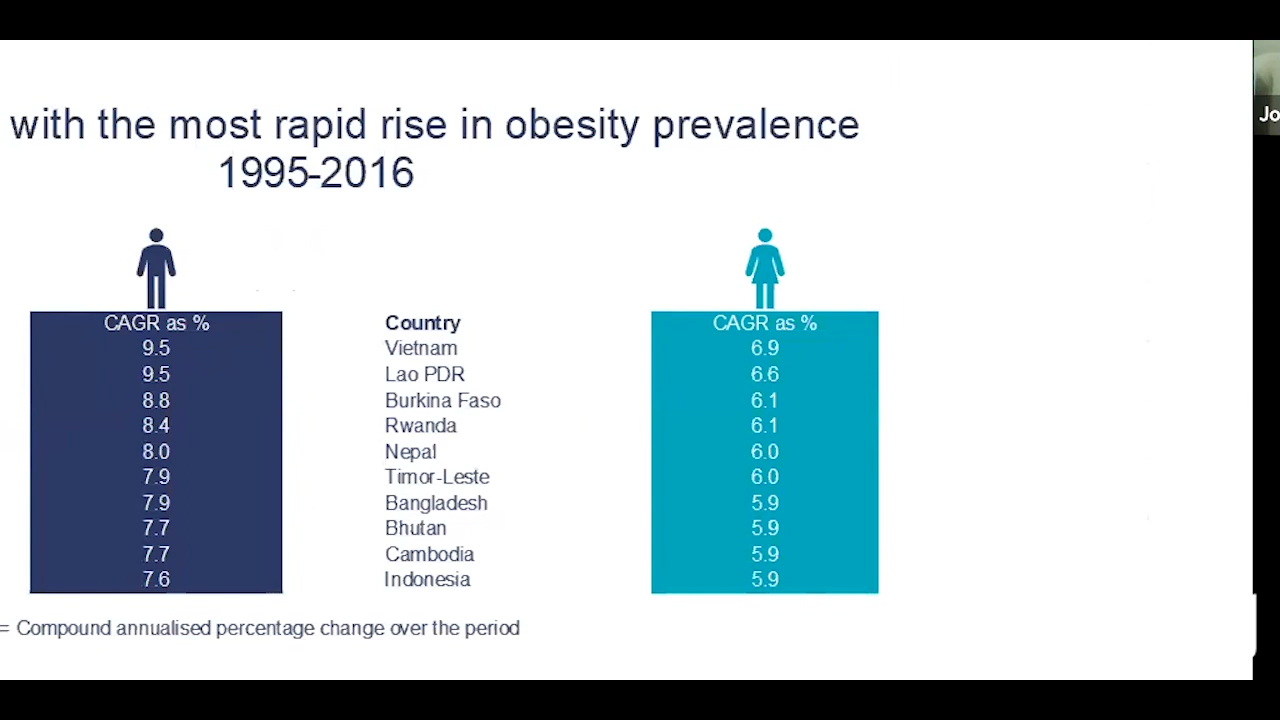 with the most rapid rise in obesity prevalence
1995-2016
CAGR as % Country CAGR as %
9.5 Vietnam 6.9
9.5 Lao PDR 6.6
8.8 Burkina Faso 6.1
8.4 Rwanda 6.1
8.0 Nepal 6.0
7.9 Timor-Leste 6.0
7.9 Bangladesh 5.9
7.7 Bhutan 5.9
7.7 Cambodia 5.9
7.6 Indonesia 5.9
= Compound annualised percentage change over the period
Jo